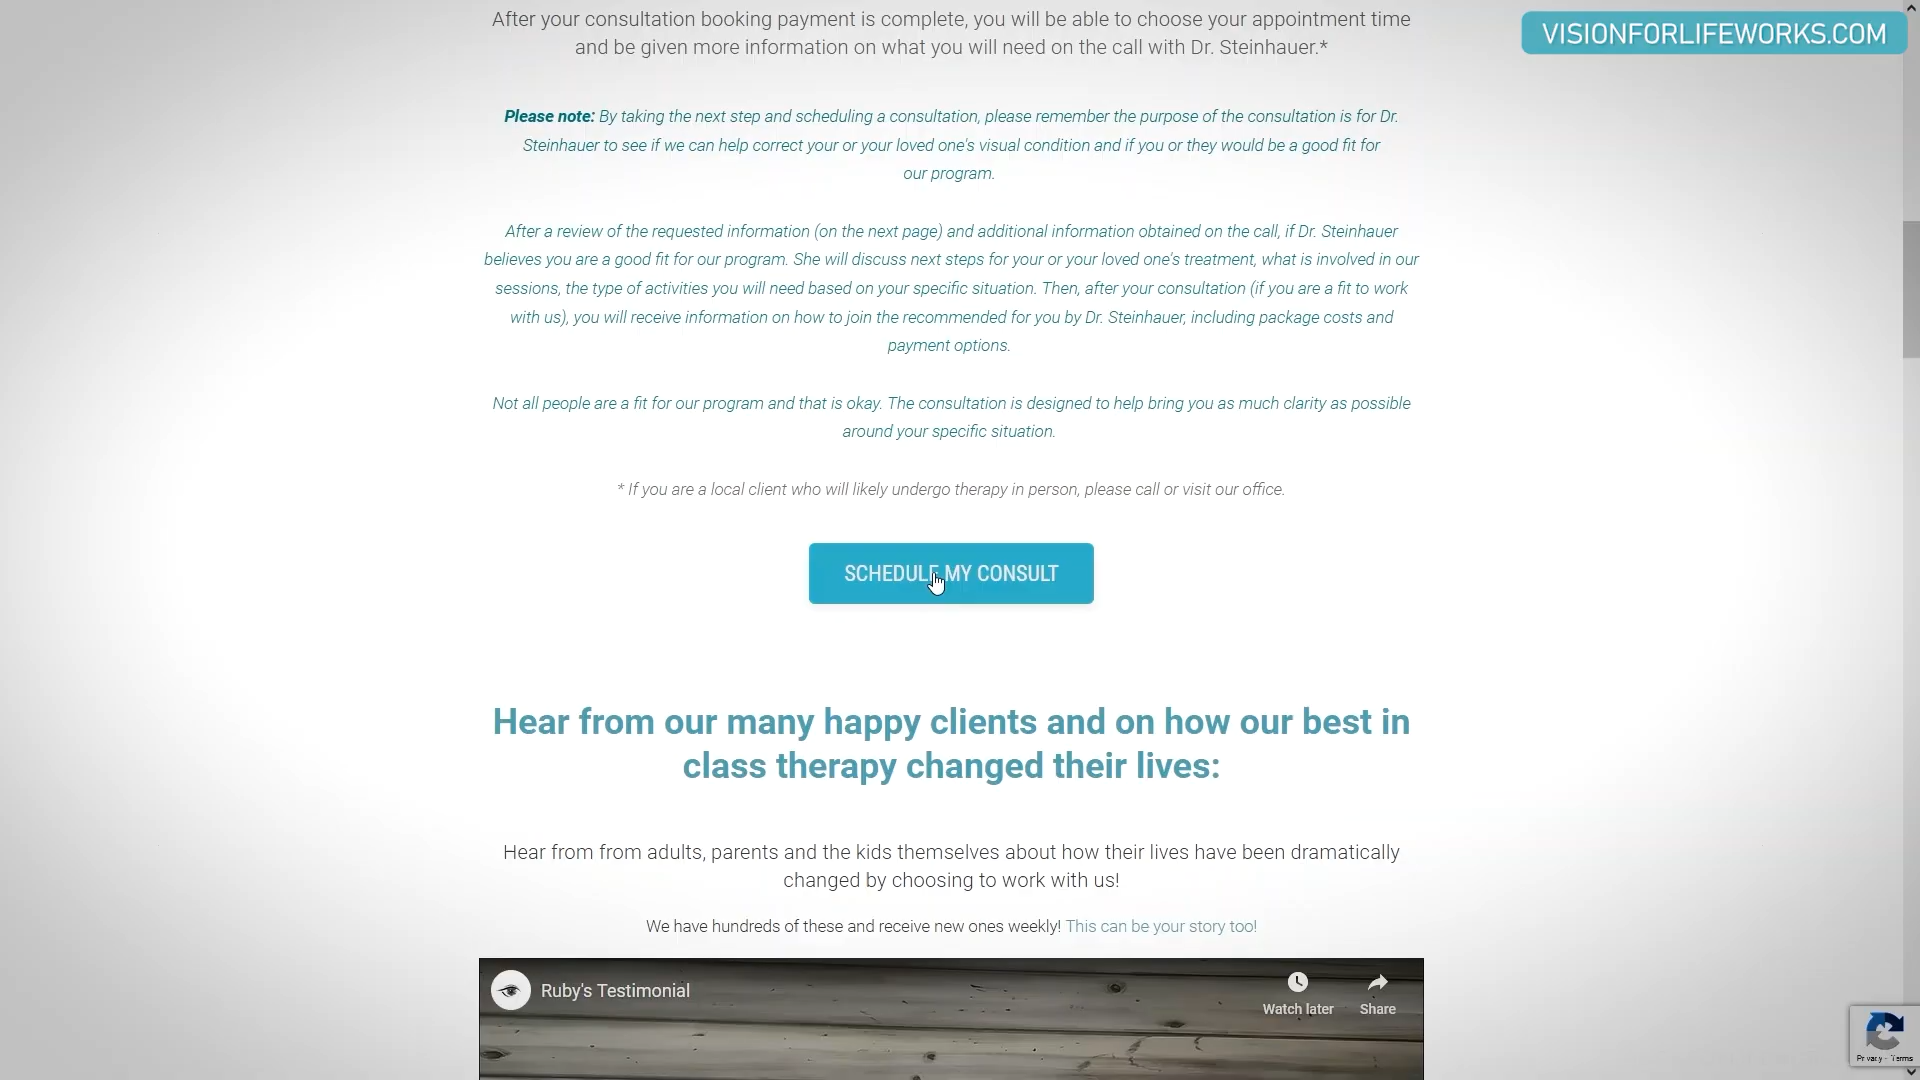 After your consultation booking payment is complete, you will be able to choose your appointment time
and be given more information on what you will need on the call with Dr. Steinhauer.*
VISIONFORLIFEWORKS.COM
Please note: By taking the next step and scheduling a consultation, please remember the purpose of the consultation is for Dr.
Steinhauer to see if we can help correct your or your loved one's visual condition and if you or they would be a good fit for
our program.
After a review of the requested information (on the next page) and additional information obtained on the call, if Dr. Steinhauer
believes you are a good fit for our program. She will discuss next steps for your or your loved one's treatment, what is involved in our
sessions, the type of activities you will need based on your specific situation. Then, after your consultation (if you are a fit to work
with us), you will receive information on how to join the recommended for you by Dr. Steinhauer, including package costs and
payment options.
Not all people are a fit for our program and that is okay. The consultation is designed to help bring you as much clarity as possible
around your specific situation.
* If you are a local client who will likely undergo therapy in person, please call or visit our office.
SCHEDULE MY CONSULT
Hear from our many happy clients and on how our best in
class therapy changed their lives:
Hear from from adults, parents and the kids themselves about how their lives have been dramatically
changed by choosing to work with us!
We have hundreds of these and receive new ones weekly! This can be your story too!
Ruby's Testimonial
Watch later
Share
Privacy - Terms